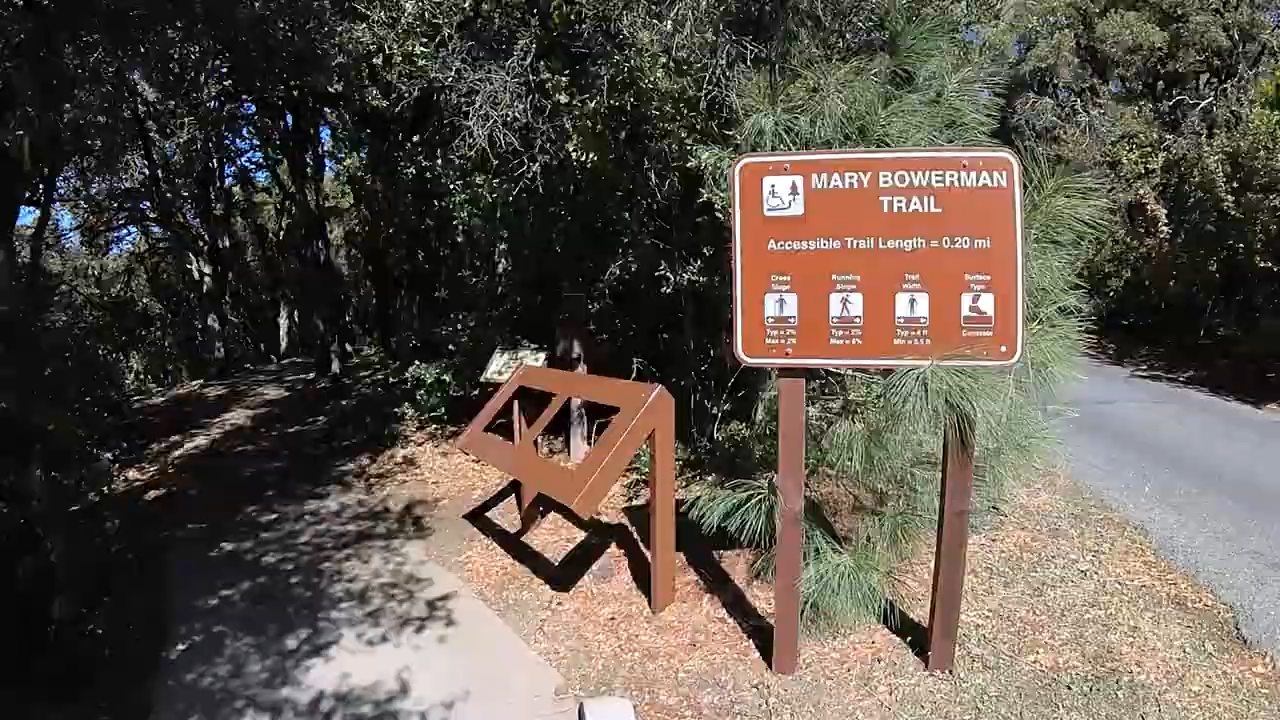 MARY BOWERMAN
TRAIL
Accessible Trail Length = 0.20 mi
Cross
Slope
Running
Slope
Trail
Width
Surface
Type
Typ = 2%
Max = 2%
Typ = 2%
Max = 6%
Typ = 4 ft
Min = 3.5 ft
Concrete